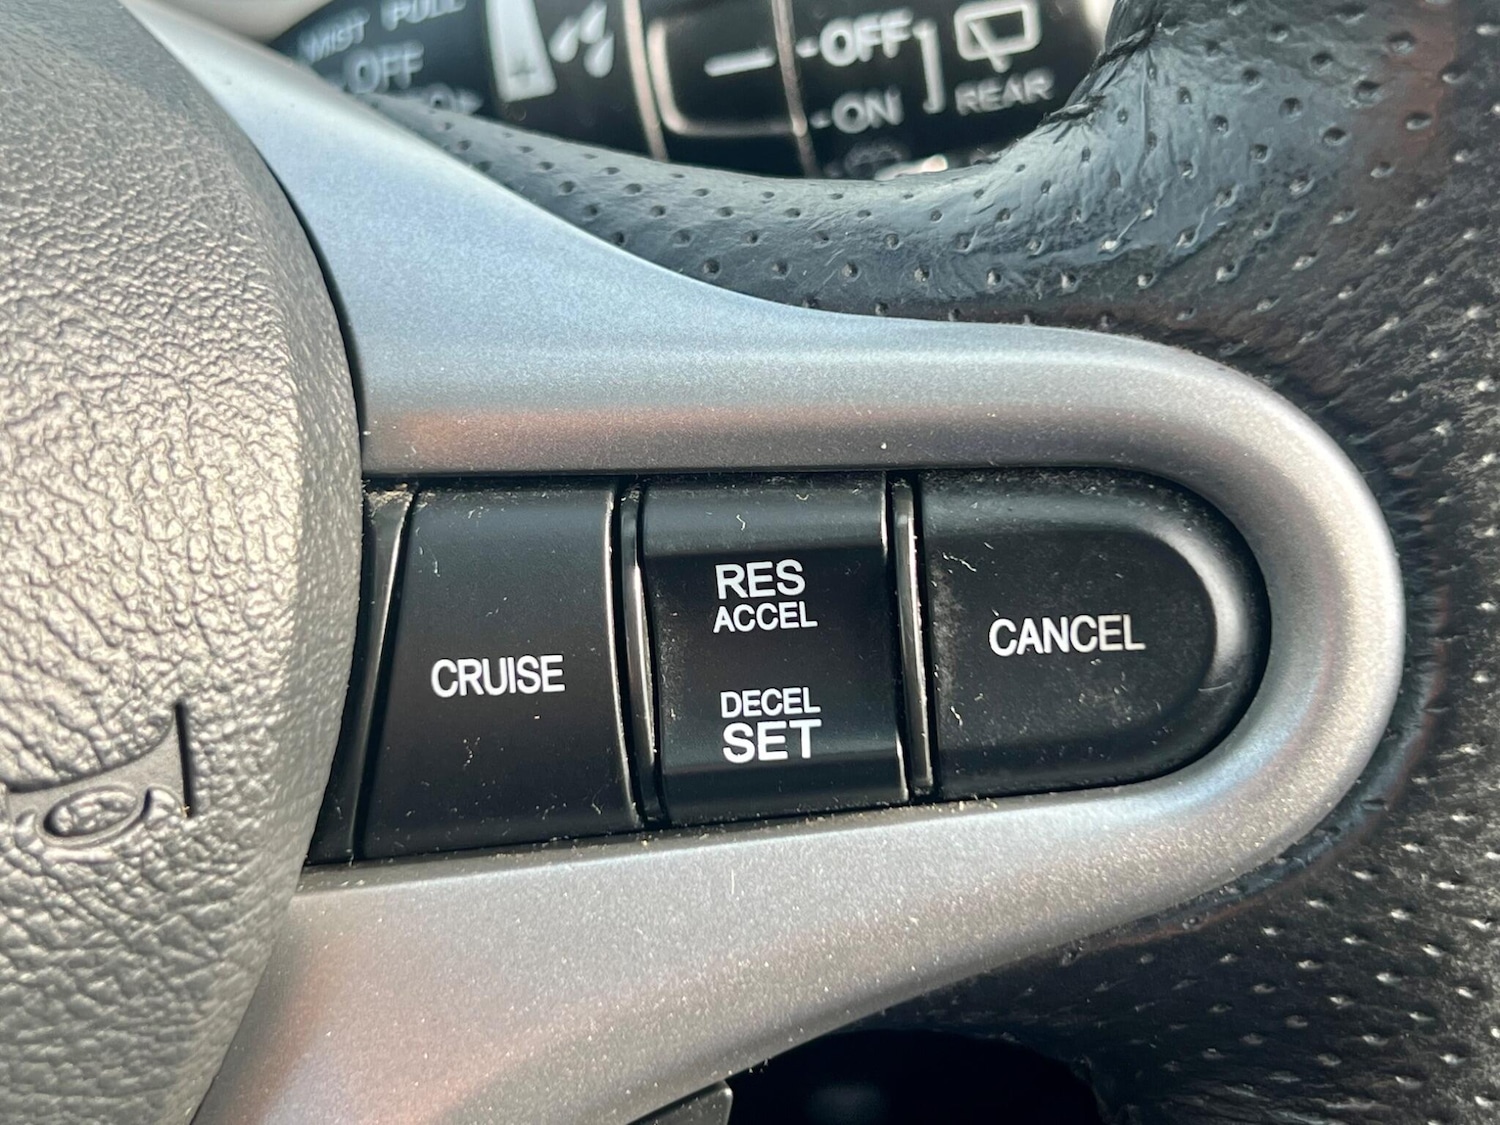 MIST PULL
OFF
OFF
ON
REAR
CRUISE
RES
ACCEL
DECEL
SET
CANCEL